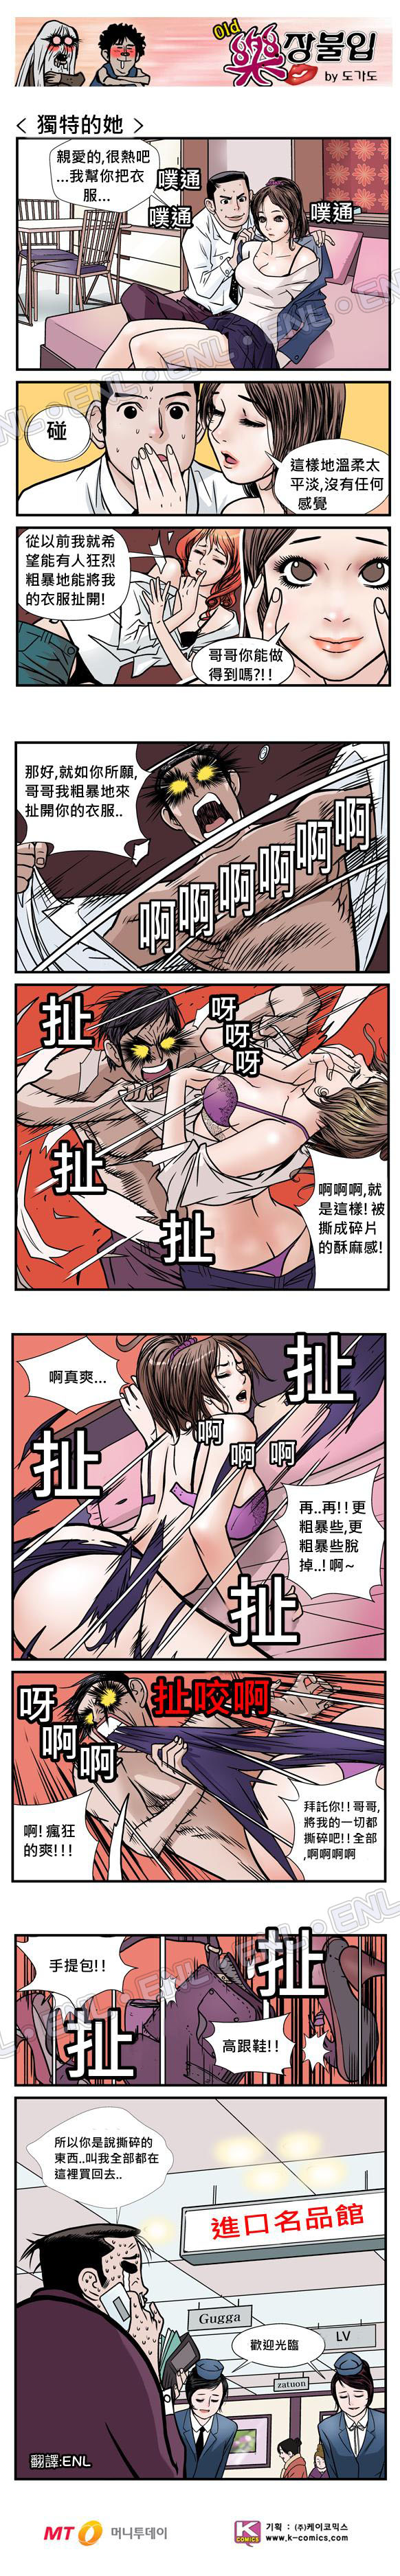 Old
樂장불입
by 도가도
< 獨特的她 >
親愛的,很熱吧
...我幫你把衣
服...
噗通
噗通
噗通
碰
這樣地溫柔太
平淡,沒有任何
感覺
從以前我就希
望能有人狂烈
粗暴地能將我
的衣服扯開!
哥哥你能做
得到嗎?!!
那好,就如你所願,
哥哥我粗暴地來
扯開你的衣服..
啊啊啊啊啊啊
扯
呀
呀
呀
扯
扯
啊啊啊,就
是這樣!被
撕成碎片
的酥麻感!
啊真爽...
扯
扯
啊
啊
啊
再..再!!更
粗暴些,更
粗暴些脫
掉..!啊~
扯
呀
啊
啊
扯咬啊
啊!瘋狂
的爽!!!
拜託你!!哥哥,
將我的一切都
撕碎吧!!全部
,啊啊啊啊
手提包!!
扯
扯
高跟鞋!!
所以你是說撕碎的
東西..叫我全部都在
這裡買回去..
進口名品館
Gugga
歡迎光臨
LV
zatuon
翻譯:ENL
MT 머니투데이
K COMICS
기획 : (주)케이코믹스
www.k-comics.com
ENL
ENL
ENL
ENL
ENL
ENL
ENL
ENL